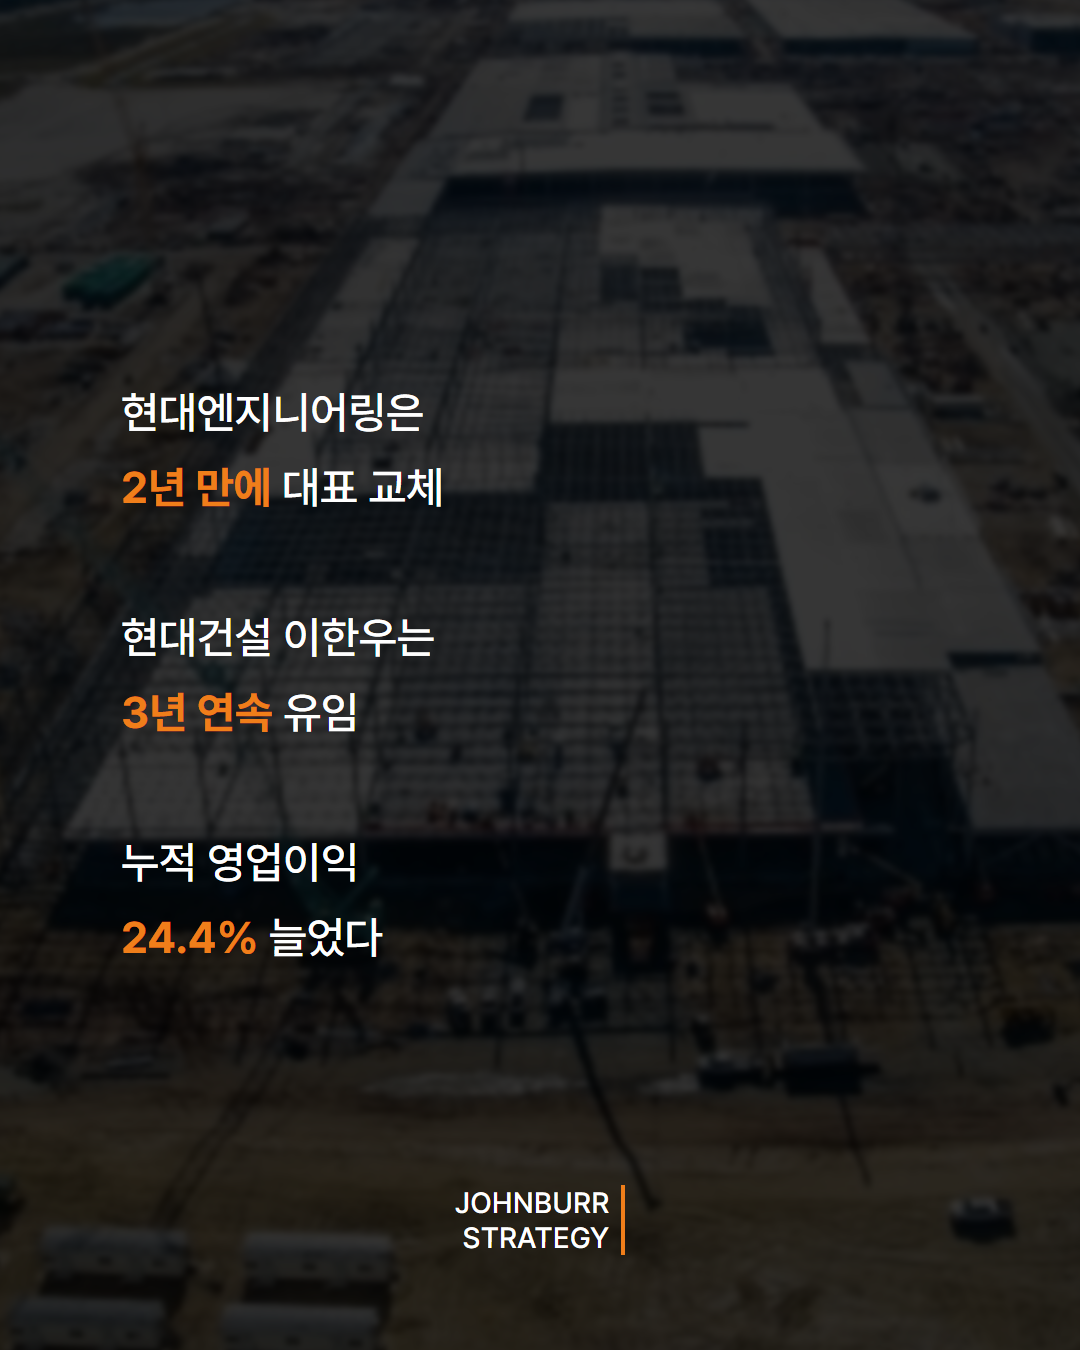 현대엔지니어링은
2년 만에 대표 교체
현대건설 이한우는
3년 연속 유임
누적 영업이익
24.4% 늘었다
JOHNBURR
STRATEGY